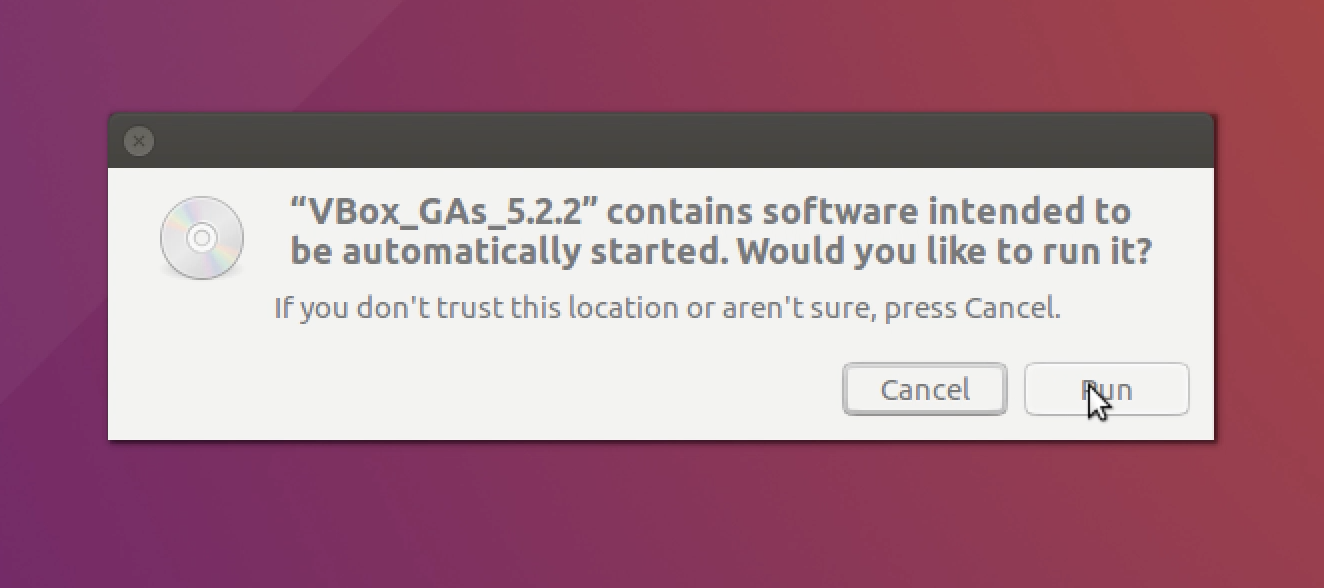 “VBox_GAs_5.2.2” contains software intended to
be automatically started. Would you like to run it?
If you don't trust this location or aren't sure, press Cancel.
Cancel
Run